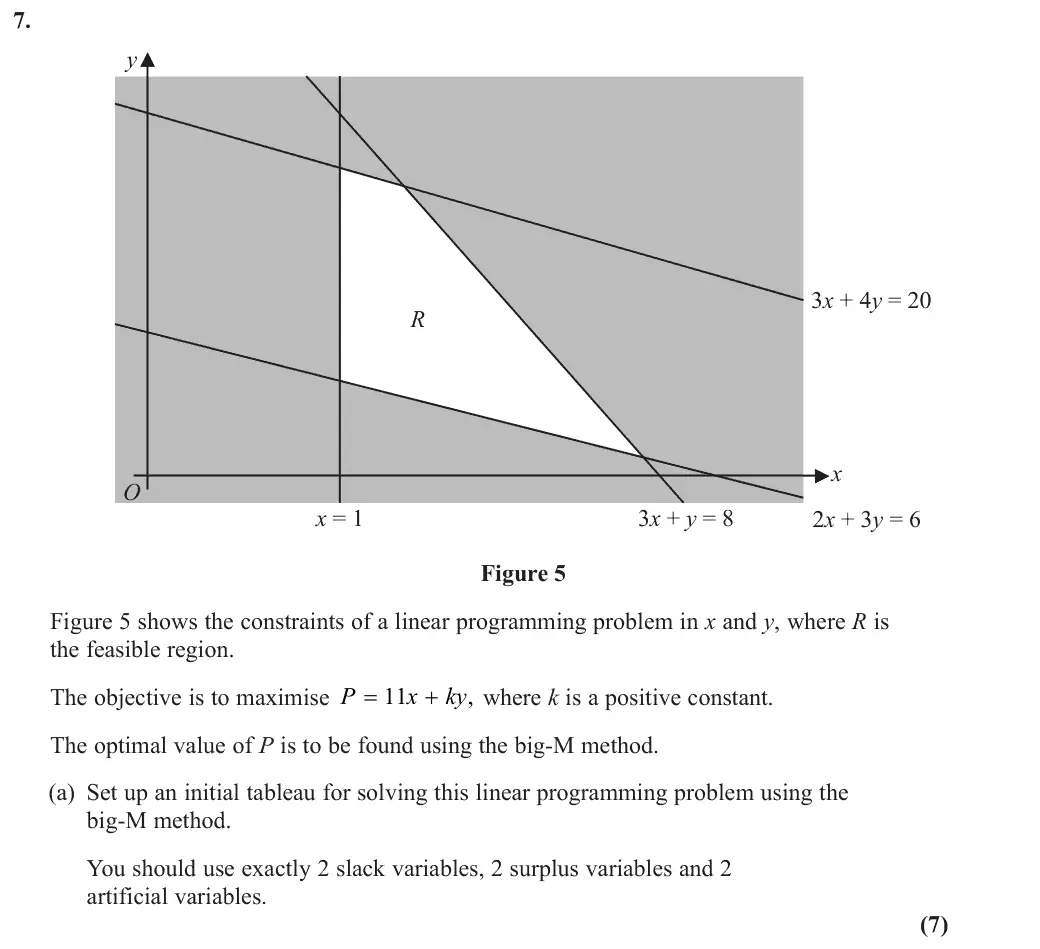 7.
y
3x + 4y = 20
R
x
O
x = 1
3x + y = 8
2x + 3y = 6
Figure 5
Figure 5 shows the constraints of a linear programming problem in x and y, where R is
the feasible region.
The objective is to maximise P = 11x + ky, where k is a positive constant.
The optimal value of P is to be found using the big-M method.
(a) Set up an initial tableau for solving this linear programming problem using the
big-M method.
You should use exactly 2 slack variables, 2 surplus variables and 2
artificial variables.
(7)